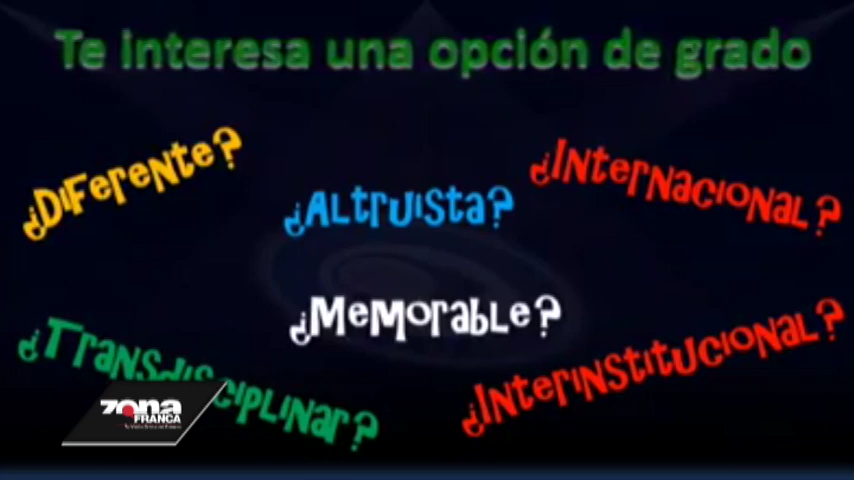 Te interesa una opción de grado
¿Diferente?
¿Altruista?
¿Internacional?
¿Memorable?
¿Transdisciplinar?
¿Interinstitucional?
ZONA
FRANCA